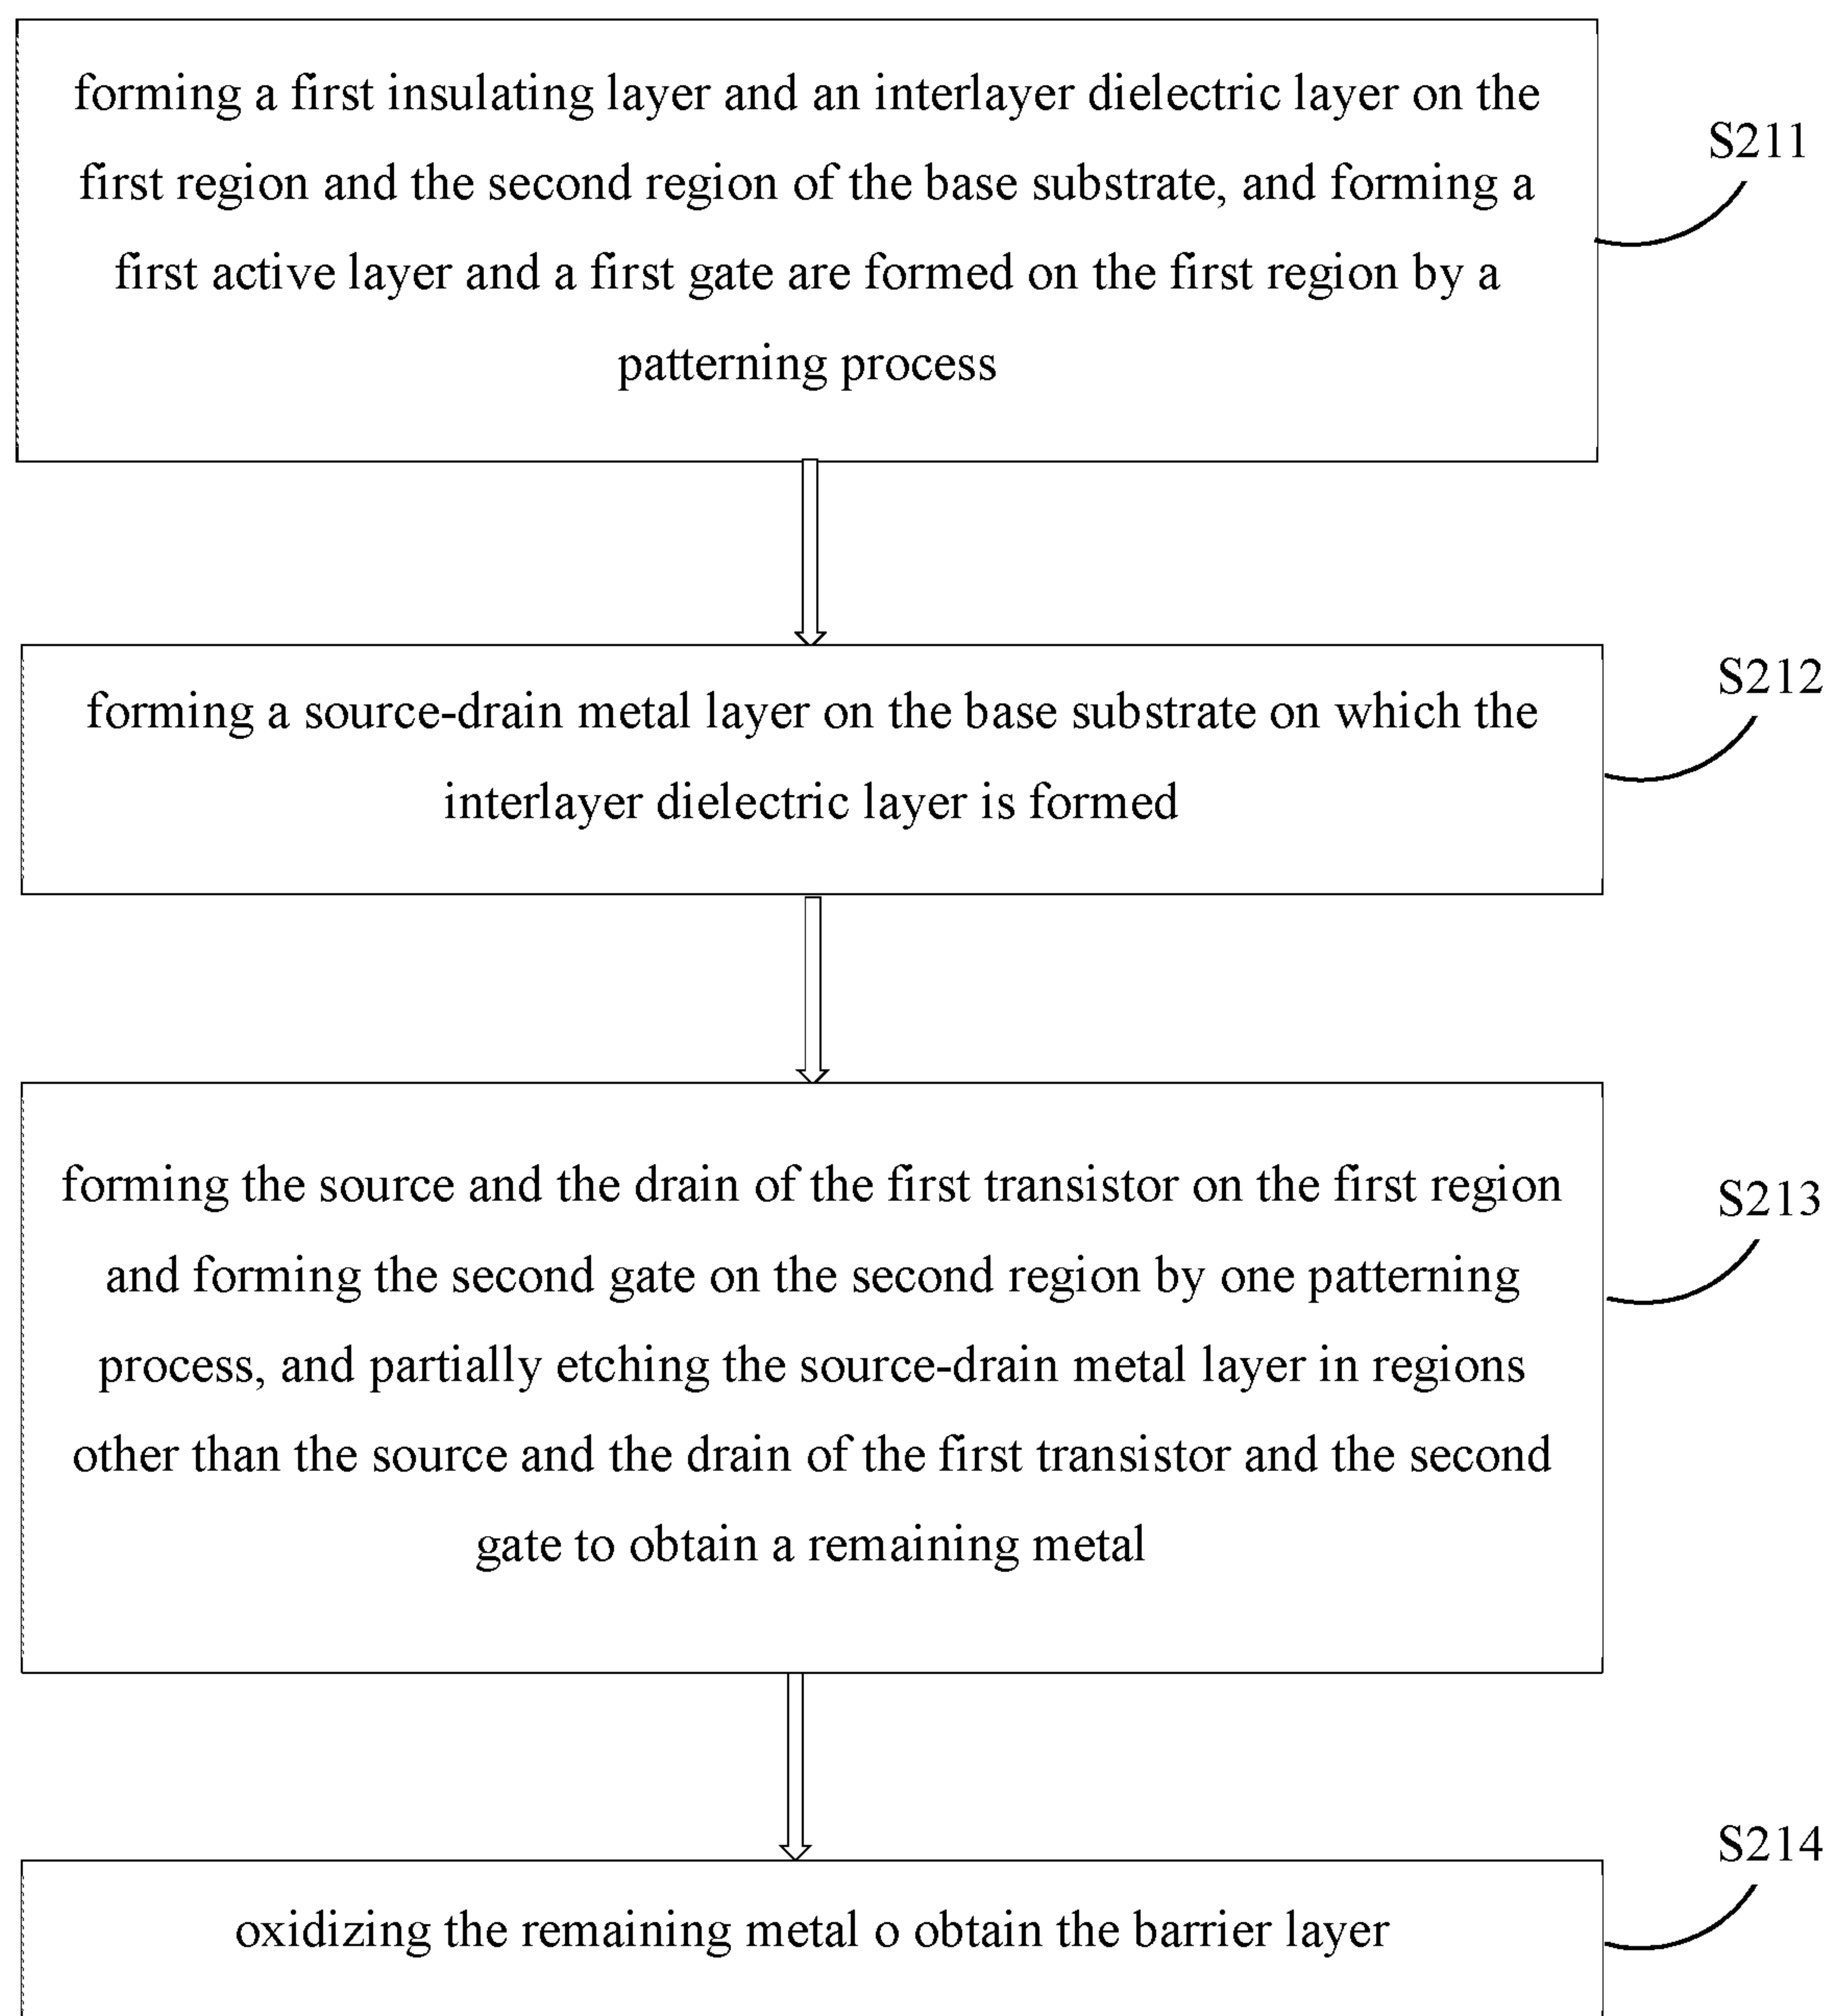 forming a first insulating layer and an interlayer dielectric layer on the
first region and the second region of the base substrate, and forming a
first active layer and a first gate are formed on the first region by a
patterning process
S211
forming a source-drain metal layer on the base substrate on which the
interlayer dielectric layer is formed
S212
forming the source and the drain of the first transistor on the first region
and forming the second gate on the second region by one patterning
process, and partially etching the source-drain metal layer in regions
other than the source and the drain of the first transistor and the second
gate to obtain a remaining metal
S213
oxidizing the remaining metal o obtain the barrier layer
S214